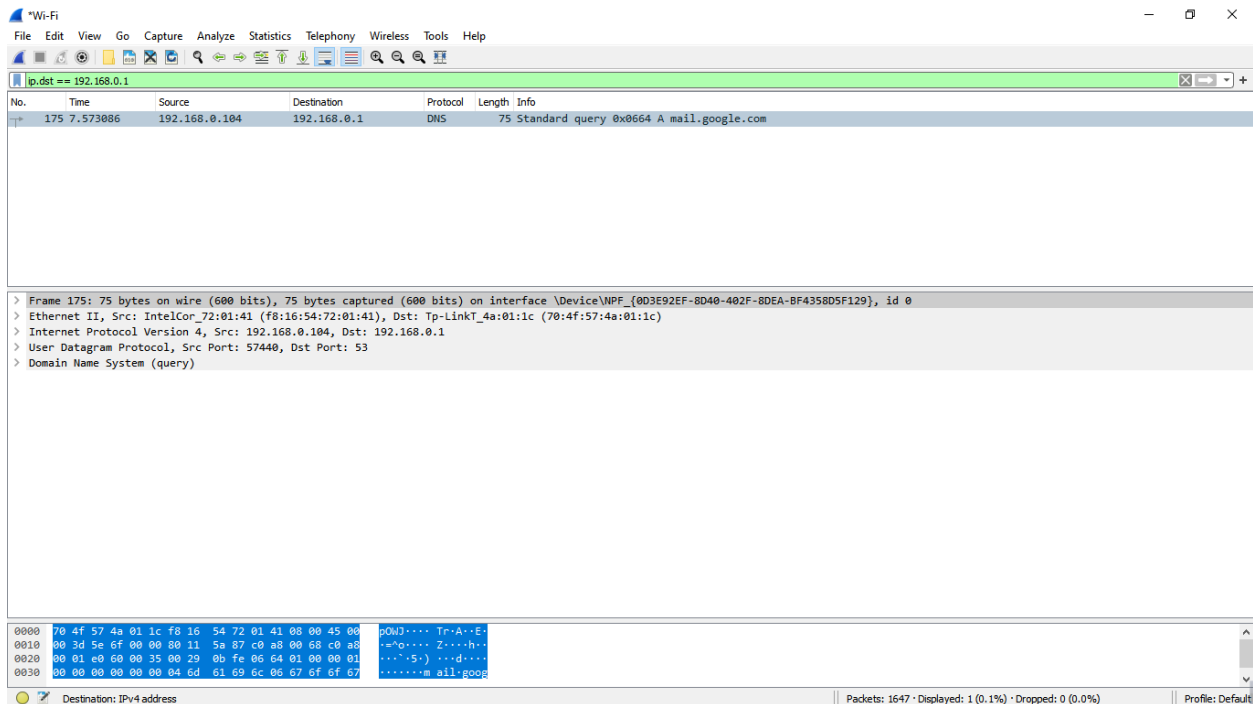 *Wi-Fi
File Edit View Go Capture Analyze Statistics Telephony Wireless Tools Help
ip.dst == 192.168.0.1
No. Time Source Destination Protocol Length Info
175 7.573086 192.168.0.104 192.168.0.1 DNS 75 Standard query 0x0664 A mail.google.com
> Frame 175: 75 bytes on wire (600 bits), 75 bytes captured (600 bits) on interface \Device\NPF_{0D3E92EF-8D40-402F-8DEA-BF4358D5F129}, id 0
> Ethernet II, Src: IntelCor_72:01:41 (f8:16:54:72:01:41), Dst: Tp-LinkT_4a:01:1c (70:4f:57:4a:01:1c)
> Internet Protocol Version 4, Src: 192.168.0.104, Dst: 192.168.0.1
> User Datagram Protocol, Src Port: 57440, Dst Port: 53
> Domain Name System (query)
0000 70 4f 57 4a 01 1c f8 16 54 72 01 41 08 00 45 00 pOWJ···· Tr·A··E·
0010 00 3d 5e 6f 00 00 80 11 5a 87 c0 a8 00 68 c0 a8 ·=^o···· Z····h··
0020 00 01 e0 60 00 35 00 29 0b fe 06 64 01 00 00 01 ···`·5·) ···d····
0030 00 00 00 00 00 00 04 6d 61 69 6c 06 67 6f 6f 67 ·······m ail·goog
Destination: IPv4 address Packets: 1647 · Displayed: 1 (0.1%) · Dropped: 0 (0.0%) Profile: Default